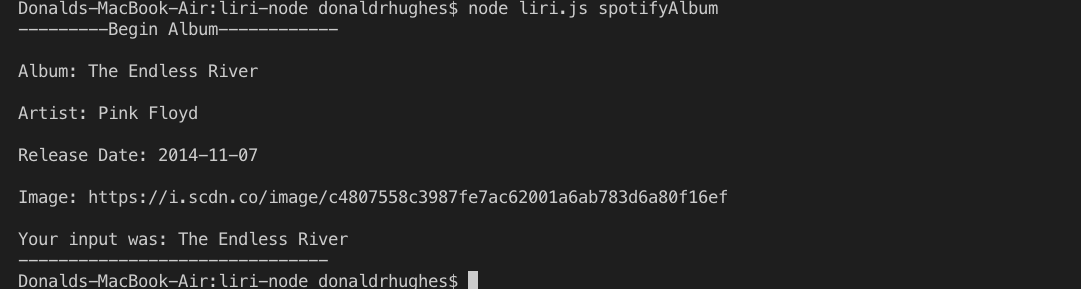 Donalds-MacBook-Air:liri-node donaldrhughes$ node liri.js spotifyAlbum
---------Begin Album------------
Album: The Endless River
Artist: Pink Floyd
Release Date: 2014-11-07
Image: https://i.scdn.co/image/c4807558c3987fe7ac62001a6ab783d6a80f16ef
Your input was: The Endless River
-------------------------------
Donalds-MacBook-Air:liri-node donaldrhughes$